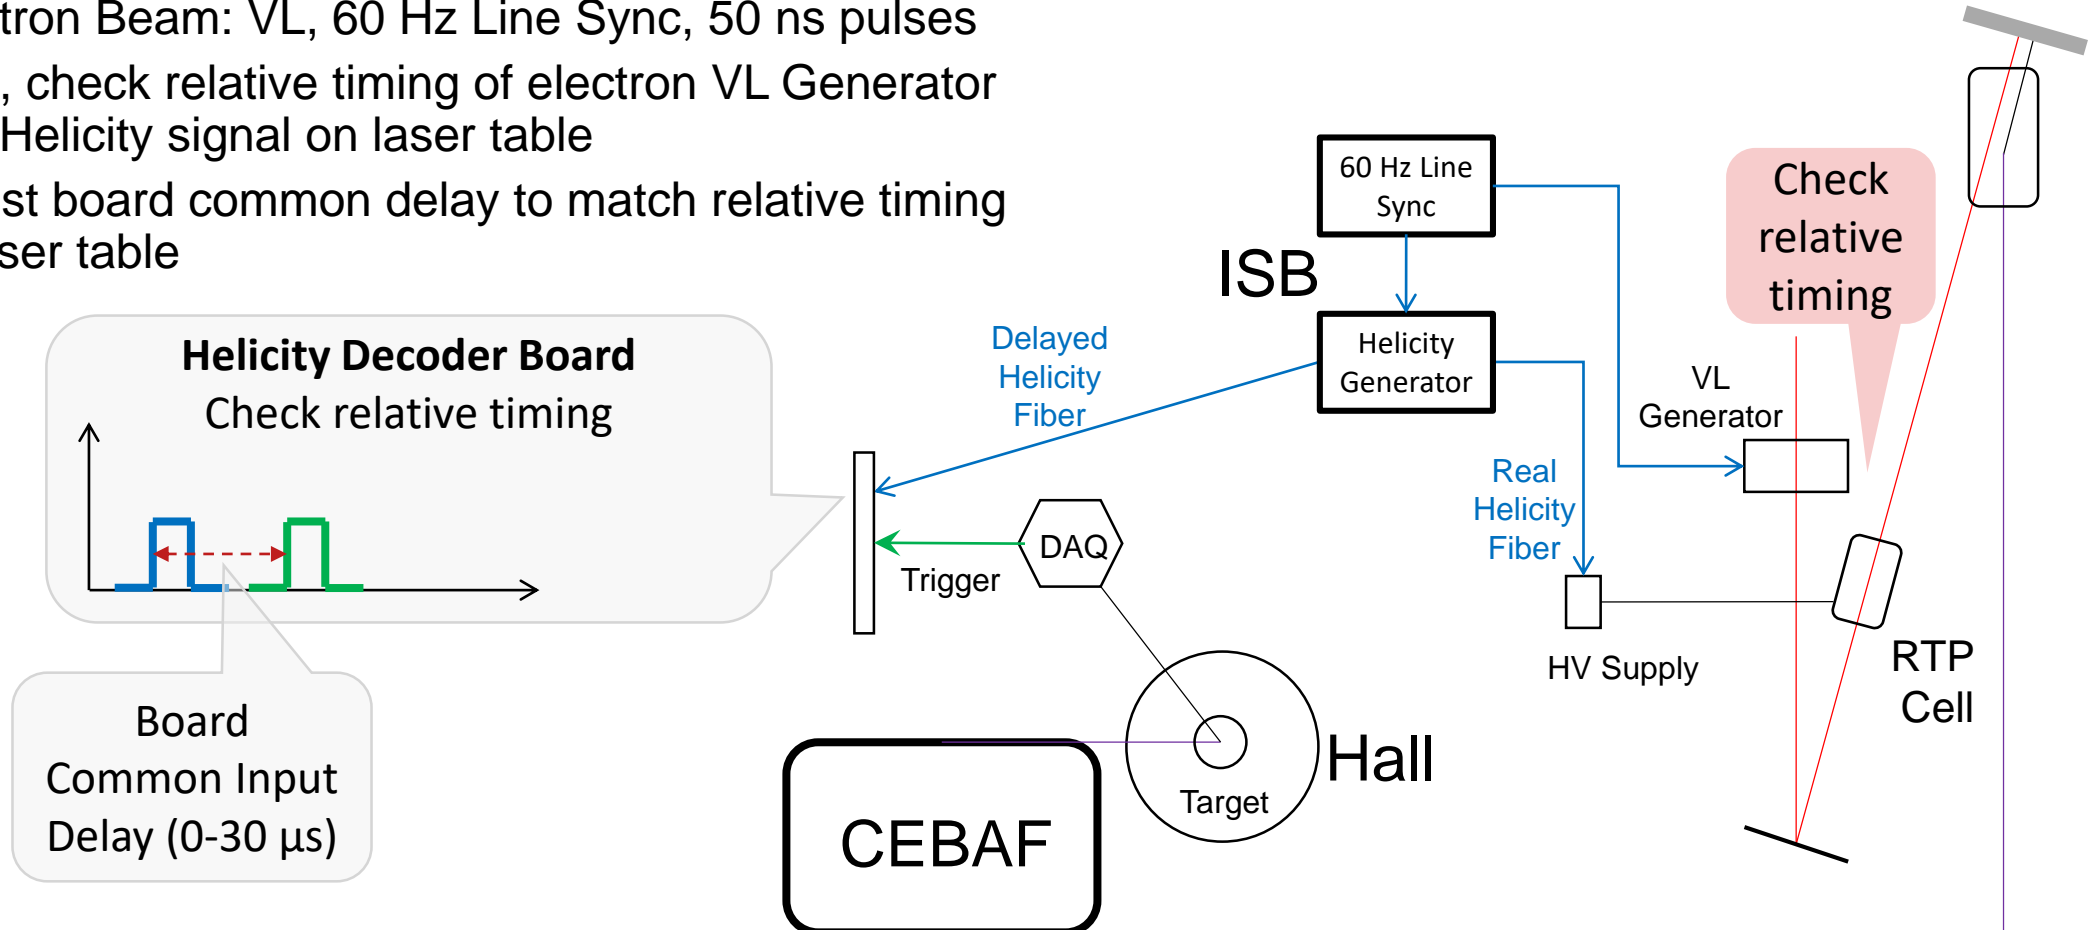 tron Beam: VL, 60 Hz Line Sync, 50 ns pulses
, check relative timing of electron VL Generator
Helicity signal on laser table
st board common delay to match relative timing
ser table
60 Hz Line
Sync
Check
relative
timing
ISB
Helicity
Generator
Delayed
Helicity
Fiber
VL
Generator
Helicity Decoder Board
Check relative timing
Real
Helicity
Fiber
DAQ
Trigger
HV Supply
RTP
Cell
Board
Common Input
Delay (0-30 µs)
Hall
Target
CEBAF